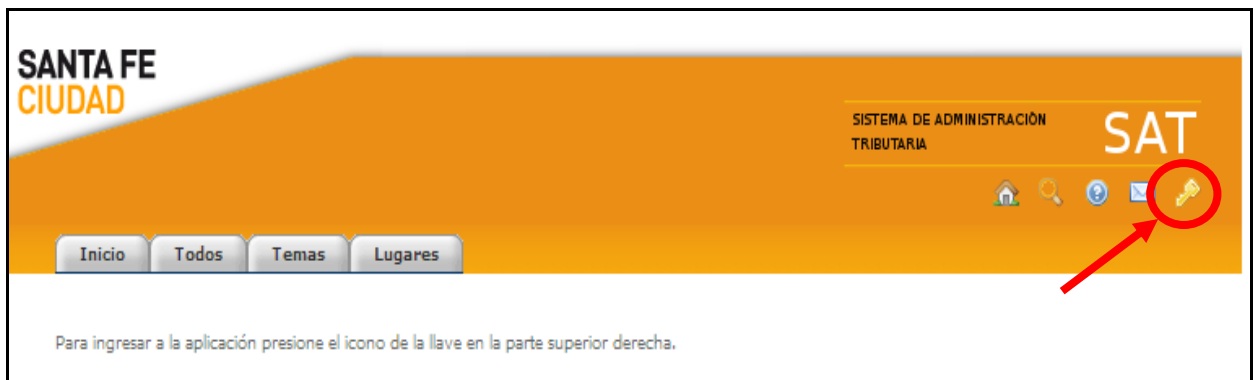 SANTA FE
CIUDAD
SISTEMA DE ADMINISTRACIÓN
TRIBUTARIA
SAT
Inicio Todos Temas Lugares
Para ingresar a la aplicación presione el icono de la llave en la parte superior derecha.